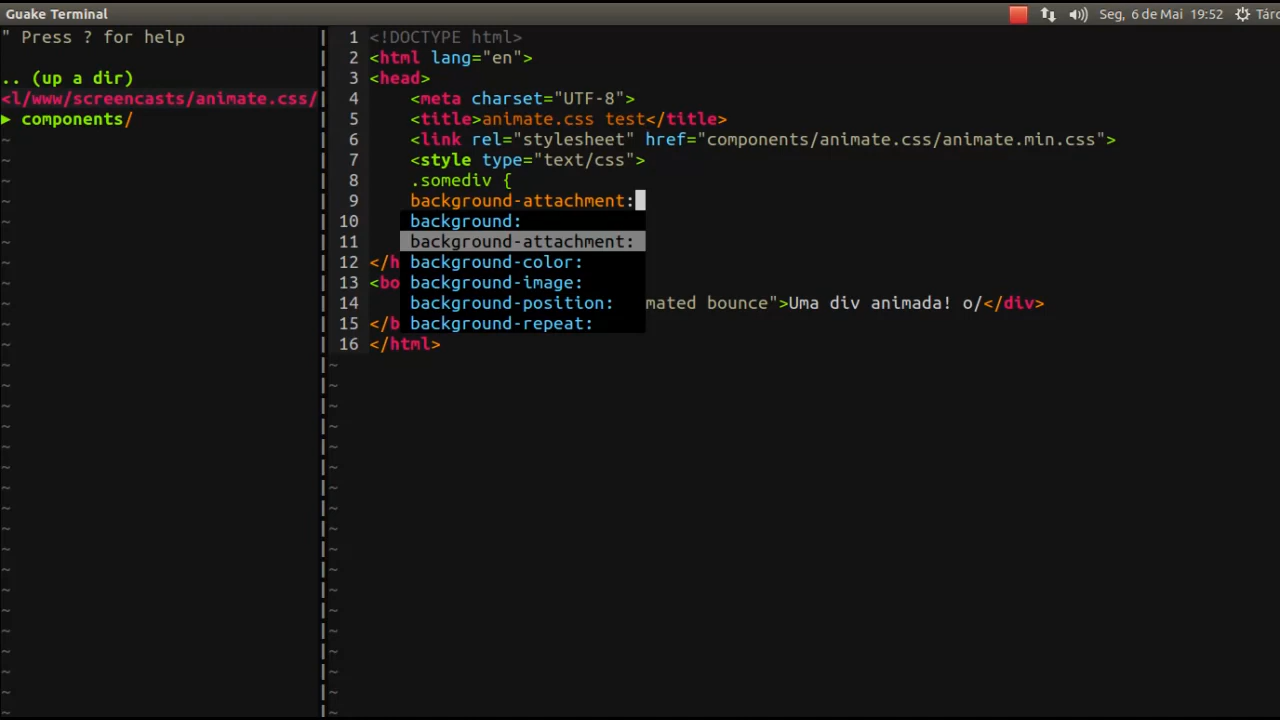 Guake Terminal
Seg, 6 de Mai 19:52 Tárc
" Press ? for help
.. (up a dir)
<l/www/screencasts/animate.css/
▸ components/
1 <!DOCTYPE html>
2 <html lang="en">
3 <head>
4 <meta charset="UTF-8">
5 <title>animate.css test</title>
6 <link rel="stylesheet" href="components/animate.css/animate.min.css">
7 <style type="text/css">
8 .somediv {
9 background-attachment:
10 background:
11 background-attachment:
12 </h background-color:
13 <bo background-image:
14 background-position: mated bounce">Uma div animada! o/</div>
15 </b background-repeat:
16 </html>